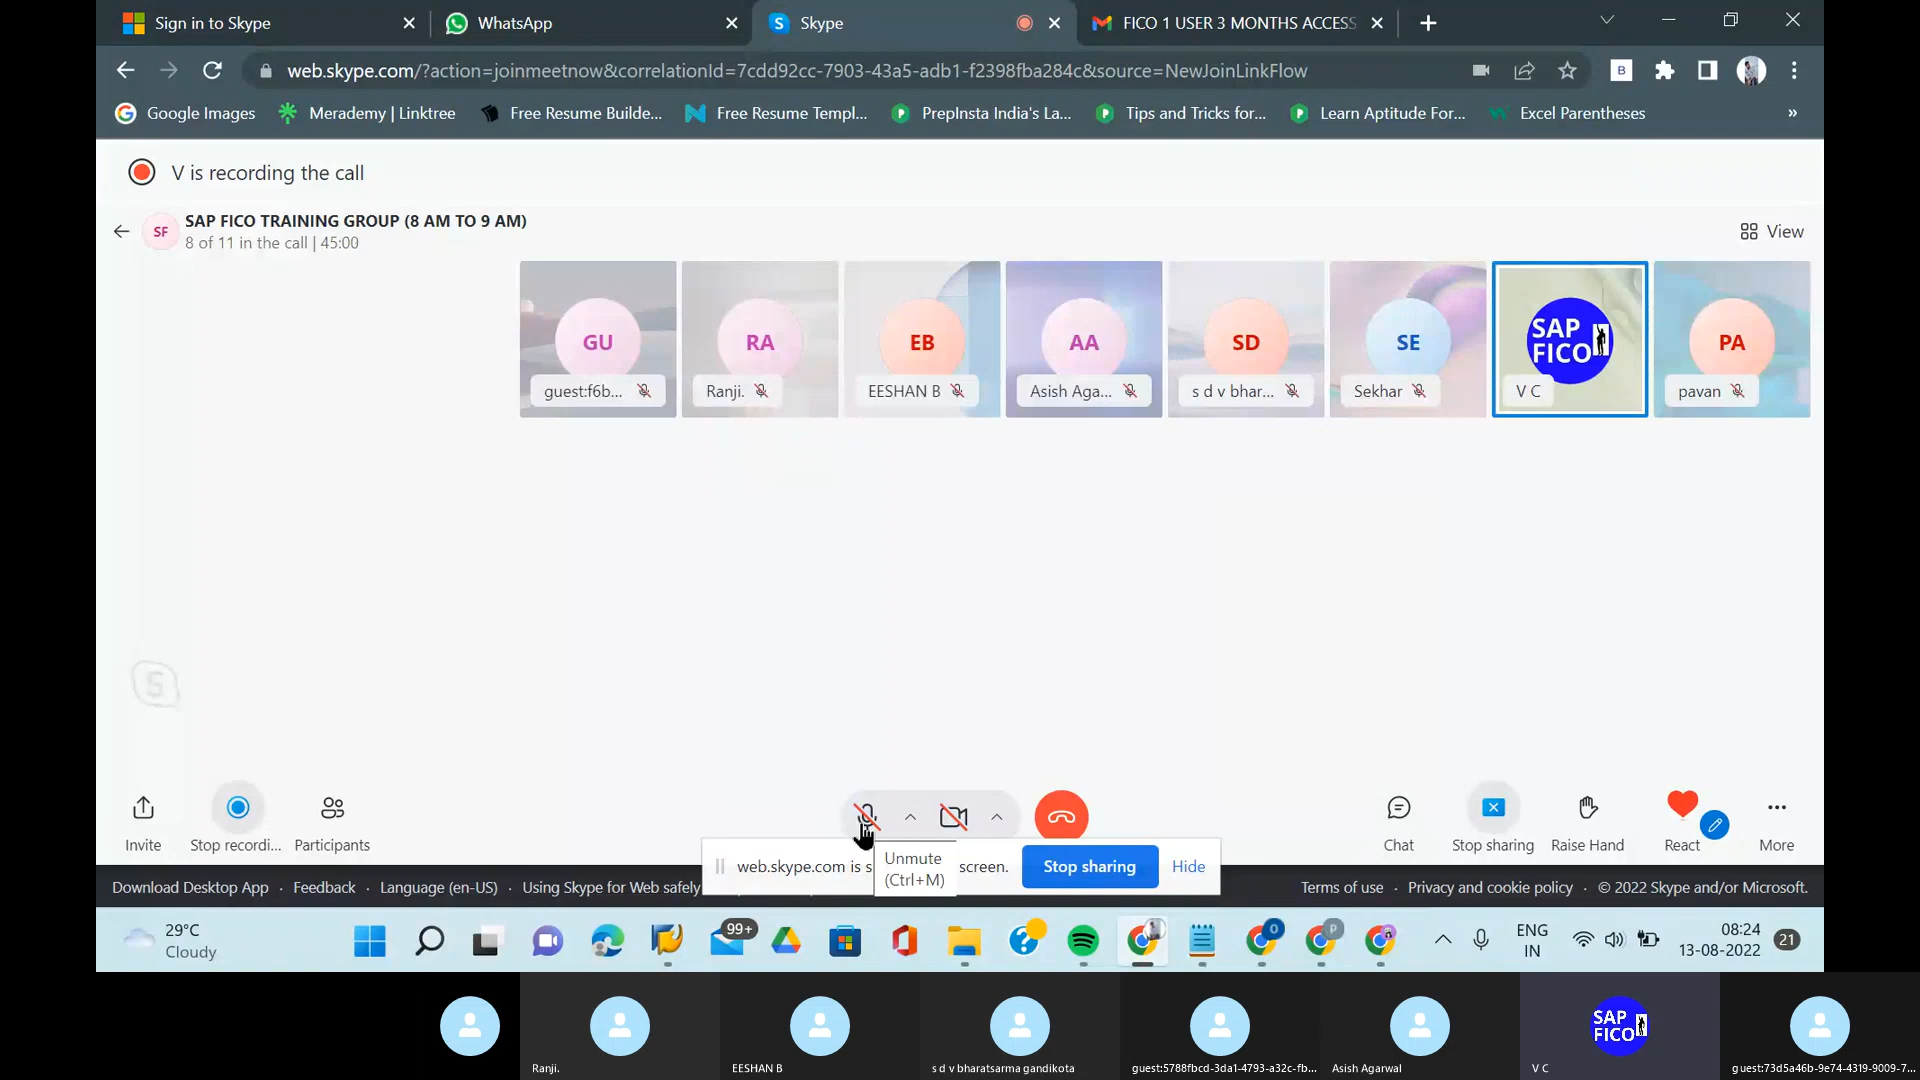 Sign in to Skype
WhatsApp
Skype
FICO 1 USER 3 MONTHS ACCESS
web.skype.com/?action=joinmeetnow&correlationId=7cdd92cc-7903-43a5-adb1-f2398fba284c&source=NewJoinLinkFlow
B
Google Images
Merademy | Linktree
Free Resume Builde...
Free Resume Templ...
PrepInsta India's La...
Tips and Tricks for...
Learn Aptitude For...
Excel Parentheses
»
V is recording the call
SF
SAP FICO TRAINING GROUP (8 AM TO 9 AM)
8 of 11 in the call | 45:00
View
GU
RA
EB
AA
SD
SE
SAP
FICO
PA
guest:f6b...
Ranji.
EESHAN B
Asish Aga...
s d v bhar...
Sekhar
V C
pavan
Invite
Stop recordi...
Participants
Chat
Stop sharing
Raise Hand
React
More
web.skype.com is s
screen.
Unmute
(Ctrl+M)
Stop sharing
Hide
Download Desktop App · Feedback · Language (en-US) · Using Skype for Web safely
Terms of use · Privacy and cookie policy · © 2022 Skype and/or Microsoft.
29°C
Cloudy
99+
O
P
ENG
IN
08:24
13-08-2022
21
SAP
FICO
Ranji.
EESHAN B
s d v bharatsarma gandikota
guest:5788fbcd-3da1-4793-a32c-fb...
Asish Agarwal
V C
guest:73d5a46b-9e74-4319-9009-7...